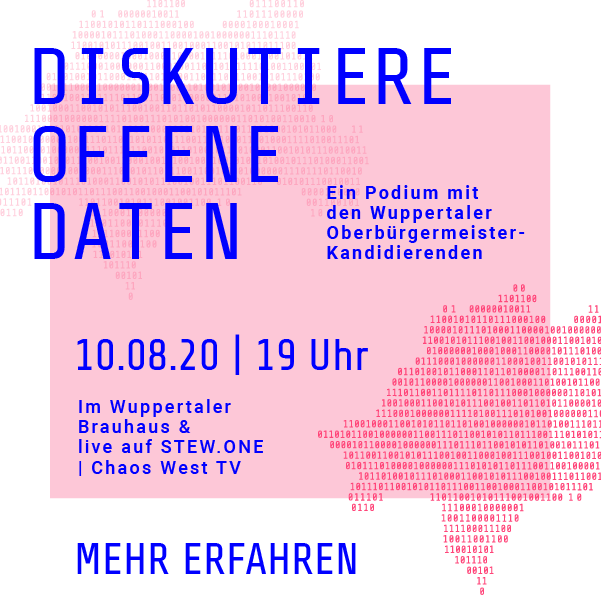 DISKUTIERE
OFFENE
DATEN
Ein Podium mit
den Wuppertaler
Oberbürgermeister-
Kandidierenden
10.08.20 | 19 Uhr
Im Wuppertaler
Brauhaus &
live auf STEW.ONE
| Chaos West TV
MEHR ERFAHREN